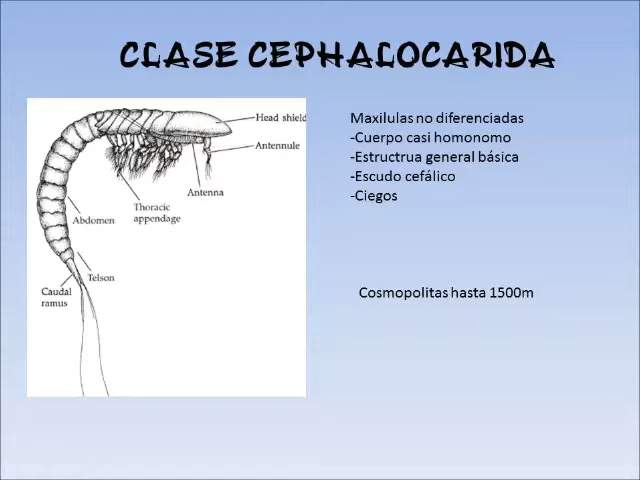 CLASE CEPHALOCARIDA
Head shield
Antennule
Antenna
Thoracic
appendage
Abdomen
Telson
Caudal
ramus
Maxilulas no diferenciadas
-Cuerpo casi homonomo
-Estructrua general básica
-Escudo cefálico
-Ciegos
Cosmopolitas hasta 1500m